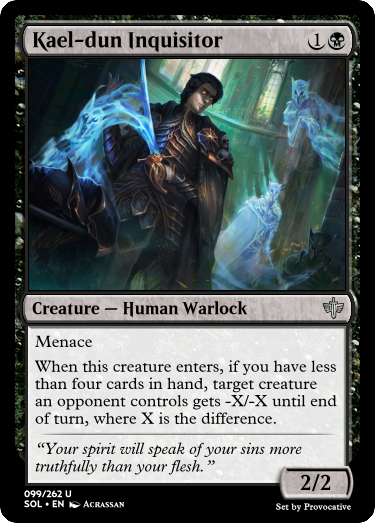 Kael-dun Inquisitor 1
Creature — Human Warlock
Menace
When this creature enters, if you have less
than four cards in hand, target creature
an opponent controls gets -X/-X until end
of turn, where X is the difference.
“Your spirit will speak of your sins more
truthfully than your flesh.”
2/2
099/262 U
SOL • EN Acrassan
Set by Provocative